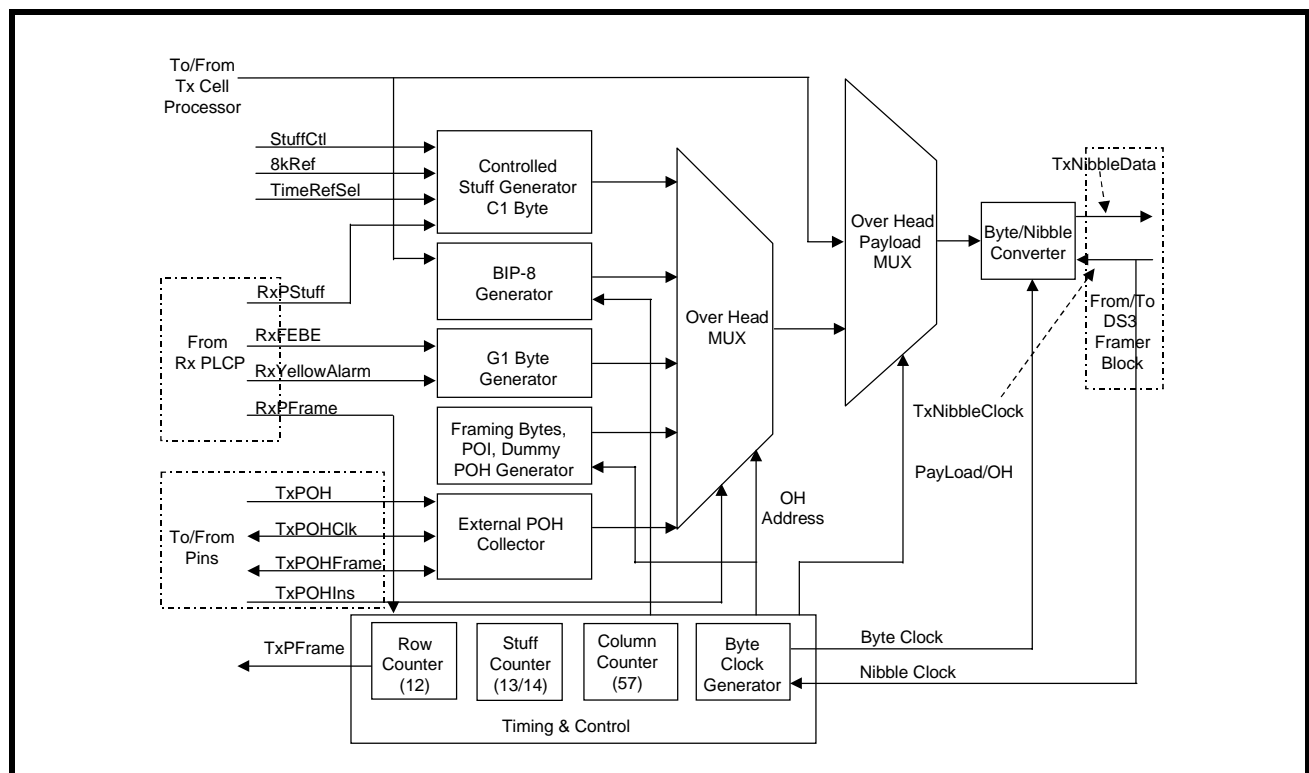 To/From
Tx Cell
Processor
StuffCtl
8kRef
TimeRefSel
Controlled
Stuff Generator
C1 Byte
BIP-8
Generator
From
Rx PLCP
RxPStuff
RxFEBE
RxYellowAlarm
RxPFrame
G1 Byte
Generator
Framing Bytes,
POI, Dummy
POH Generator
To/From
Pins
TxPOH
TxPOHClk
TxPOHFrame
TxPOHIns
External POH
Collector
Over Head
MUX
Over Head
Payload
MUX
Byte/Nibble
Converter
TxNibbleData
From/To
DS3
Framer
Block
TxNibbleClock
PayLoad/OH
OH
Address
TxPFrame
Row
Counter
(12)
Stuff
Counter
(13/14)
Column
Counter
(57)
Byte
Clock
Generator
Byte Clock
Nibble Clock
Timing & Control